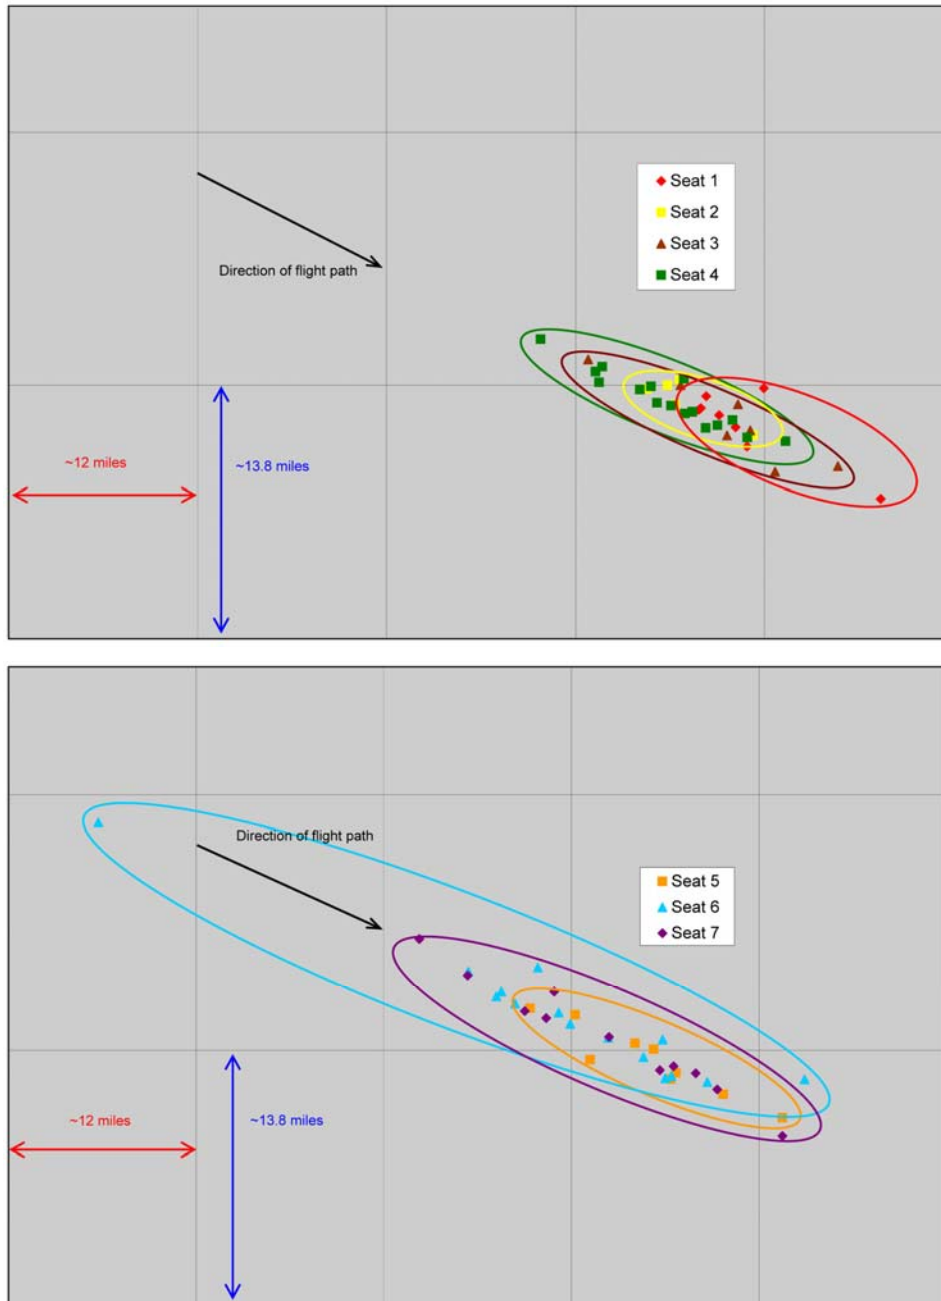 Seat 1
Seat 2
Seat 3
Seat 4
Direction of flight path
~12 miles
~13.8 miles
Direction of flight path
Seat 5
Seat 6
Seat 7
~12 miles
~13.8 miles